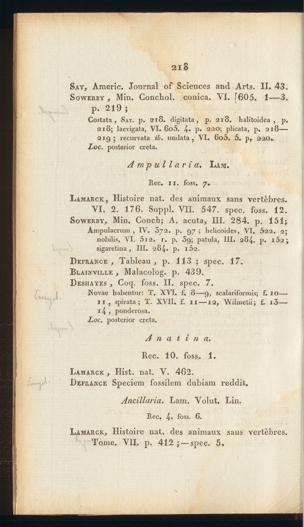 218
SAY, Americ. Journal of Sciences and Arts. II. 43.
SOWERBY, Min. Conchol. conica. VI. [605. 1—3.
p. 219;
Costata, SAY. p. 218. digitata, p. 218. halitoidea, p.
218; laevigata, VI. 605. 4. p. 220; plicata, p. 218—
219; recurvata ib. undata, VI. 605. 5. p. 220.
Loc. posterior creta.
Ampullaria. LAM.
Rec. 11. foss. 7.
LAMARCK, Histoire nat. des animaux sans vertèbres.
VI. 2. 176. Suppl. VII. 547. spec. foss. 12.
SOWERBY, Min. Conch; A. acuta, III. 284. p. 151;
Ampulacrum, IV. 372. p. 97; helicoides, VI. 522. 2;
nobilis, VI. 512. 1. p. 39; patula, III. 284. p. 152;
sigaretina, III. 284. p. 152.
DEFRANCE, Tableau, p. 113; spec. 17.
BLAINVILLE, Malacolog. p. 439.
DESHAYES, Coq. foss. II. spec. 7.
Novae habentur: T. XVI. f. 8—9, scalariformis; f. 10—
11, spirata; T. XVII. f. 11—12, Wilmetii; f. 13—
14, ponderosa.
Loc. posterior creta.
Anatina.
Rec. 10. foss. 1.
LAMARCK, Hist. nat. V. 462.
DEFRANCE Speciem fossilem dubiam reddit.
Ancillaria. Lam. Volut. Lin.
Rec. 4. foss. 6.
LAMARCK, Histoire nat. des animaux sans vertèbres.
Tome. VII. p. 412; —spec. 5.